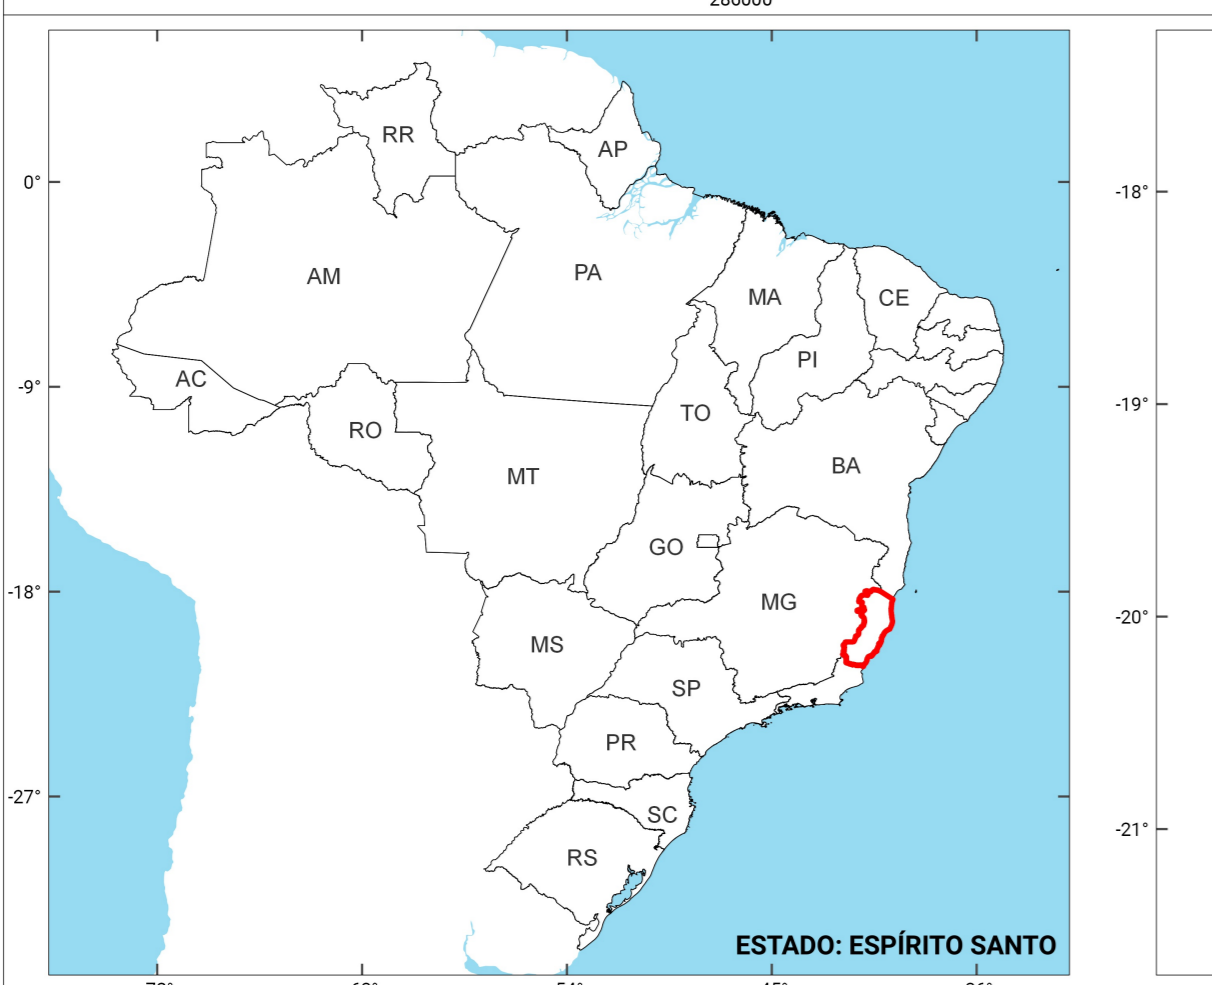 RR
AP
0°
-18°
AM
PA
MA
CE
PI
AC
-9°
-19°
TO
RO
BA
MT
GO
-18°
MG
-20°
MS
SP
PR
-27°
SC
-21°
RS
ESTADO: ESPÍRITO SANTO